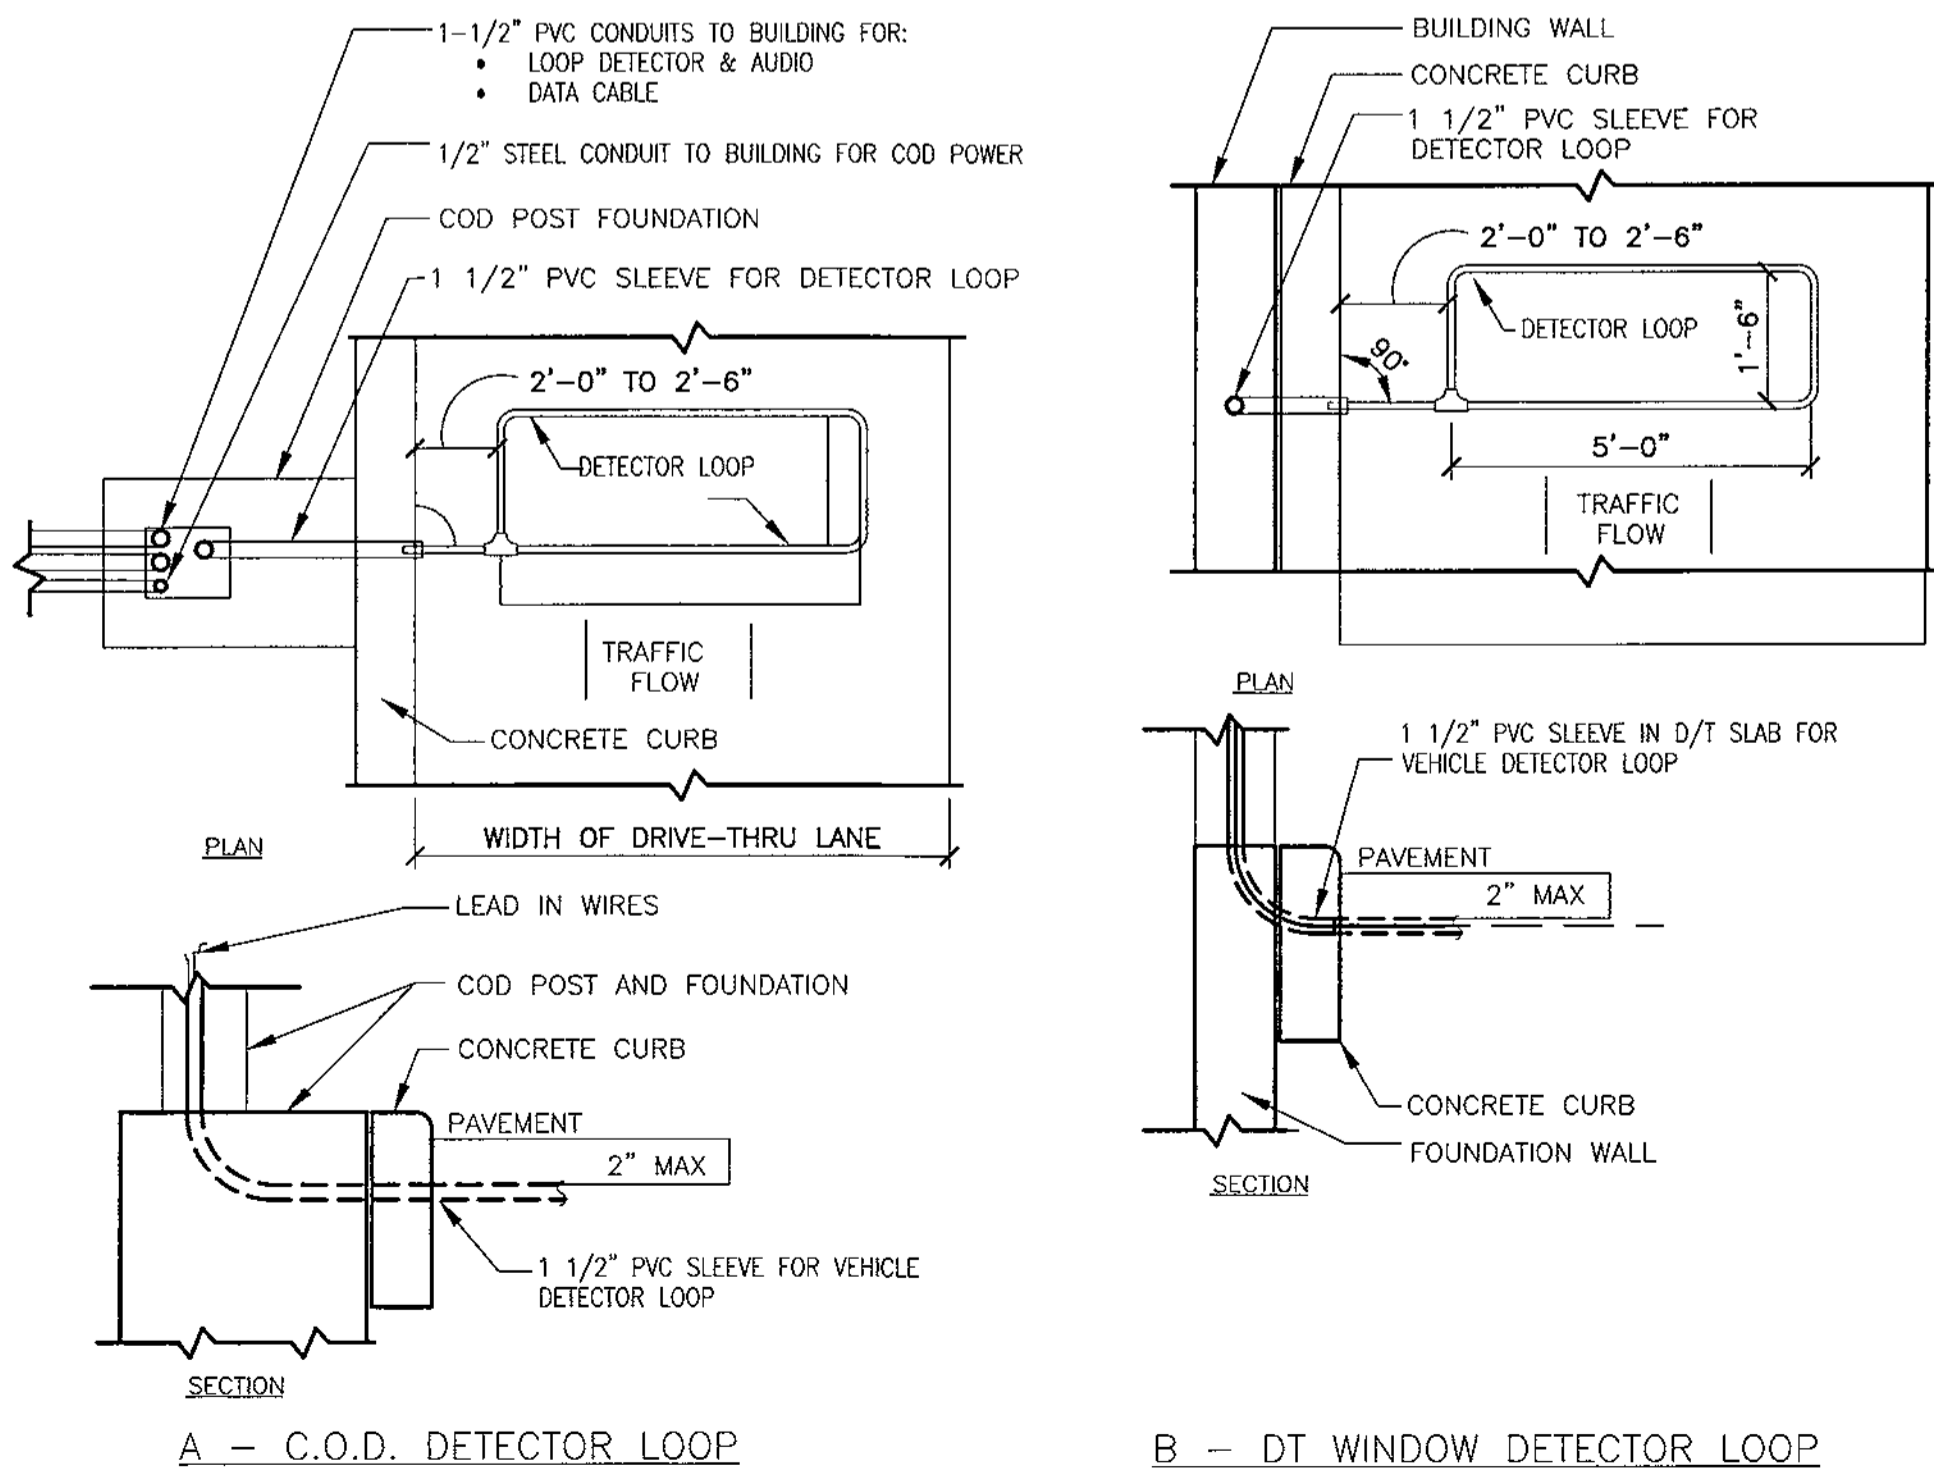 1-1/2" PVC CONDUITS TO BUILDING FOR:
• LOOP DETECTOR & AUDIO
• DATA CABLE
1/2" STEEL CONDUIT TO BUILDING FOR COD POWER
COD POST FOUNDATION
1 1/2" PVC SLEEVE FOR DETECTOR LOOP
2'-0" TO 2'-6"
DETECTOR LOOP
TRAFFIC
FLOW
CONCRETE CURB
WIDTH OF DRIVE-THRU LANE
PLAN
LEAD IN WIRES
COD POST AND FOUNDATION
CONCRETE CURB
PAVEMENT
2" MAX
1 1/2" PVC SLEEVE FOR VEHICLE
DETECTOR LOOP
SECTION
A - C.O.D. DETECTOR LOOP
BUILDING WALL
CONCRETE CURB
1 1/2" PVC SLEEVE FOR
DETECTOR LOOP
2'-0" TO 2'-6"
DETECTOR LOOP
1'-6"
90°
5'-0"
TRAFFIC
FLOW
PLAN
1 1/2" PVC SLEEVE IN D/T SLAB FOR
VEHICLE DETECTOR LOOP
PAVEMENT
2" MAX
CONCRETE CURB
FOUNDATION WALL
SECTION
B - DT WINDOW DETECTOR LOOP